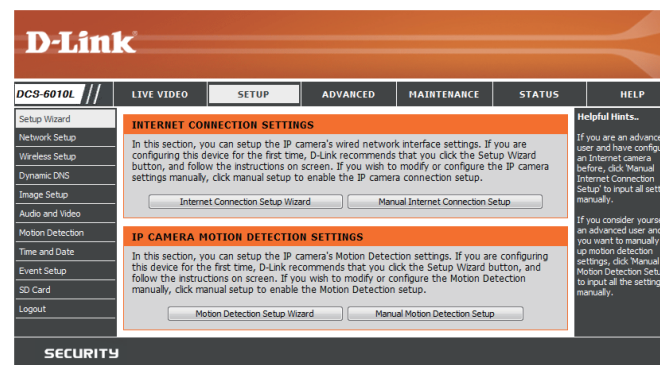 D-Link
DCS-6010L
LIVE VIDEO
SETUP
ADVANCED
MAINTENANCE
STATUS
HELP
Setup Wizard
Network Setup
Wireless Setup
Dynamic DNS
Image Setup
Audio and Video
Motion Detection
Time and Date
Event Setup
SD Card
Logout
INTERNET CONNECTION SETTINGS
In this section, you can setup the IP camera's wired network interface settings. If you are
configuring this device for the first time, D-Link recommends that you click the Setup Wizard
button, and follow the instructions on screen. If you wish to modify or configure the IP camera
settings manually, click manual setup to enable the IP camera connection setup.
Internet Connection Setup Wizard
Manual Internet Connection Setup
IP CAMERA MOTION DETECTION SETTINGS
In this section, you can setup the IP camera's Motion Detection settings. If you are configuring
this device for the first time, D-Link recommends that you click the Setup Wizard button, and
follow the instructions on screen. If you wish to modify or configure the Motion Detection
manually, click manual setup to enable the Motion Detection setup.
Motion Detection Setup Wizard
Manual Motion Detection Setup
Helpful Hints..
If you are an advance
user and have configu
an Internet camera
before, click 'Manual
Internet Connection
Setup' to input all sett
manually.
If you consider yourse
an advanced user and
you want to manually
up motion detection
settings, click 'Manual
Motion Detection Setu
to input all the setting
manually.
SECURITY